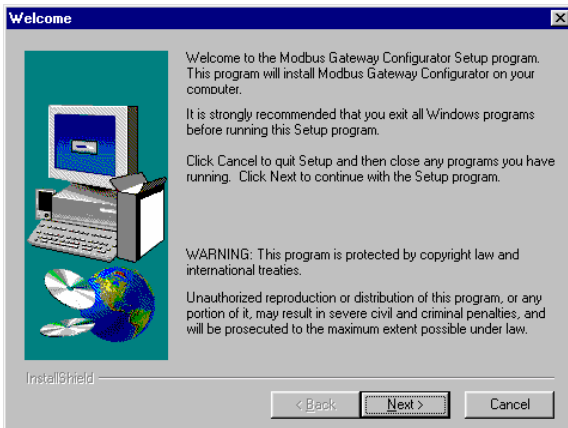 Welcome
Welcome to the Modbus Gateway Configurator Setup program.
This program will install Modbus Gateway Configurator on your
computer.
It is strongly recommended that you exit all Windows programs
before running this Setup program.
Click Cancel to quit Setup and then close any programs you have
running. Click Next to continue with the Setup program.
WARNING: This program is protected by copyright law and
international treaties.
Unauthorized reproduction or distribution of this program, or any
portion of it, may result in severe civil and criminal penalties, and
will be prosecuted to the maximum extent possible under law.
InstallShield
< Back
Next >
Cancel